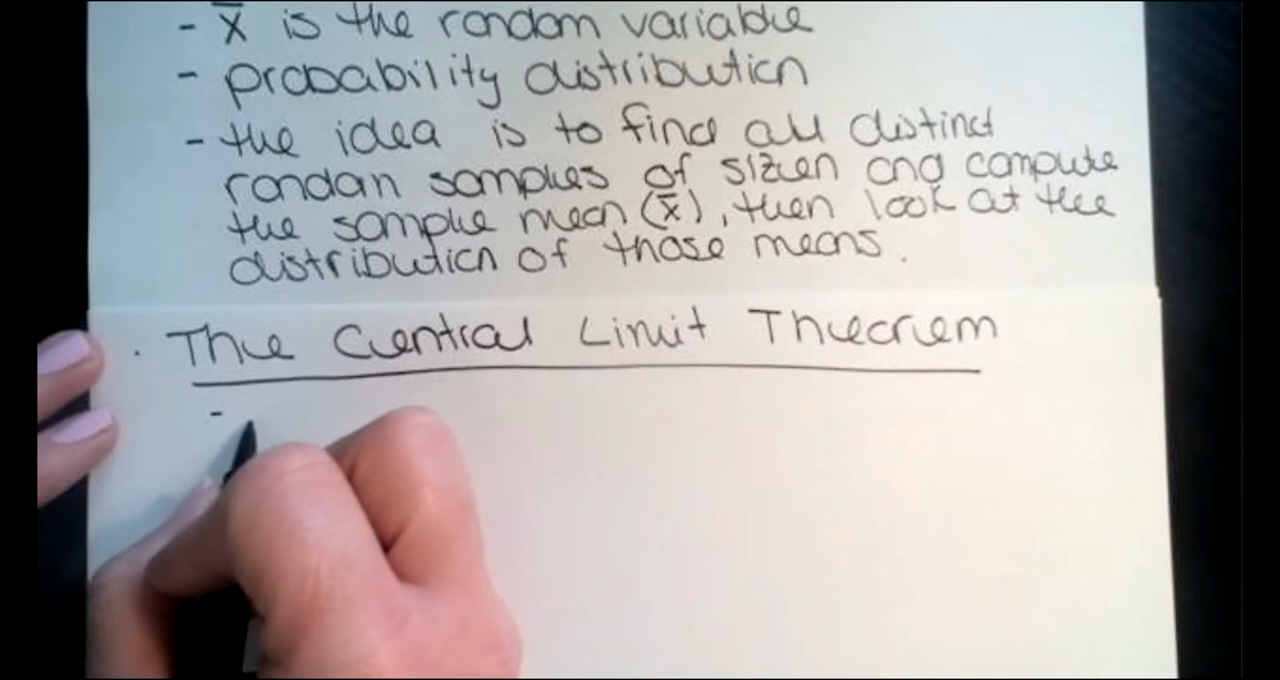 - x̄ is the random variable
- probability distribution
- the idea is to find all distinct
random samples of size n and compute
the sample mean (x̄), then look at the
distribution of those means.
· The Central Limit Theorem
-